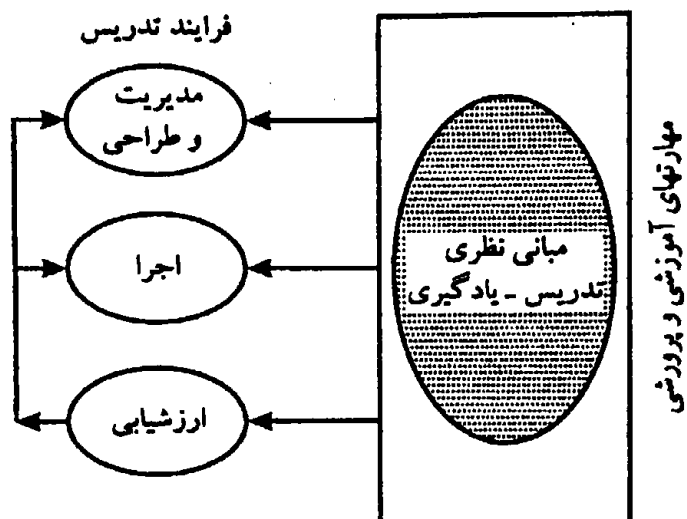 فرایند تدریس
مدیریت
و طراحی
اجرا
ارزشیابی
مبانی نظری
تدریس - یادگیری
مهارتهای آموزشی و پرورشی